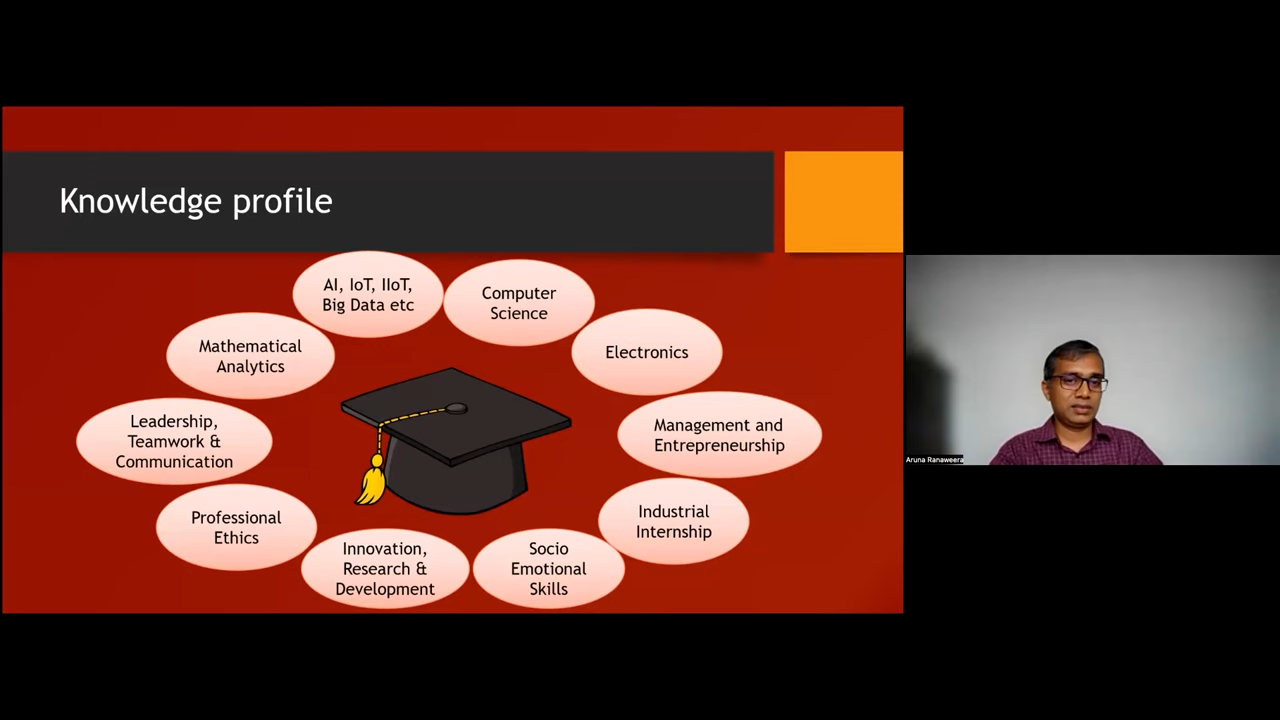 Knowledge profile
AI, IoT, IIoT,
Big Data etc
Computer
Science
Mathematical
Analytics
Electronics
Leadership,
Teamwork &
Communication
Management and
Entrepreneurship
Professional
Ethics
Industrial
Internship
Innovation,
Research &
Development
Socio
Emotional
Skills
Aruna Ranaweera